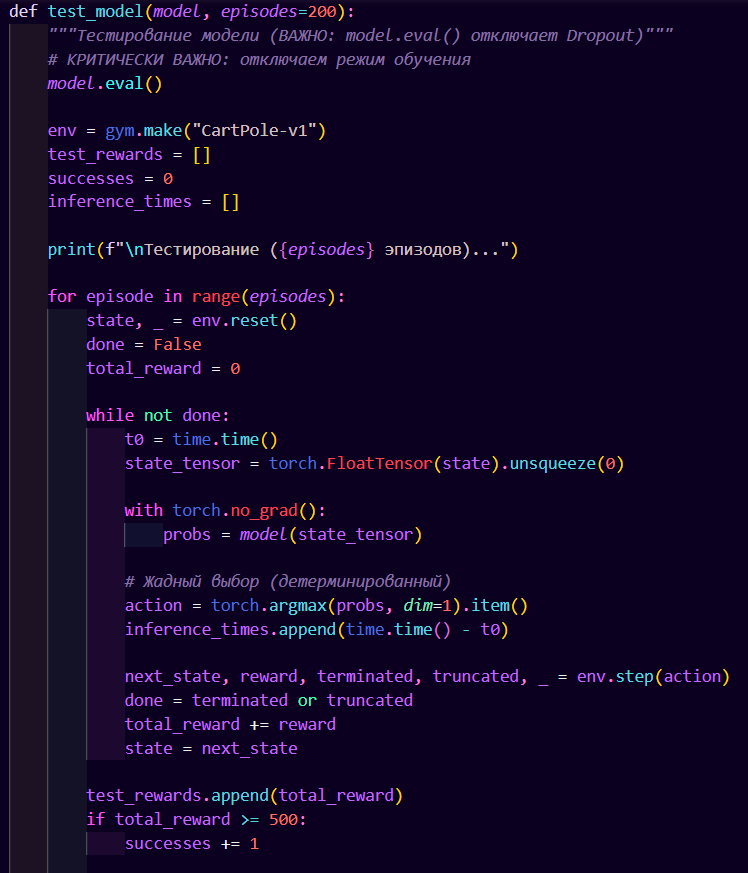 def test_model(model, episodes=200):
    """Тестирование модели (ВАЖНО: model.eval() отключает Dropout)"""
    # КРИТИЧЕСКИ ВАЖНО: отключаем режим обучения
    model.eval()

    env = gym.make("CartPole-v1")
    test_rewards = []
    successes = 0
    inference_times = []

    print(f"\nТестирование ({episodes} эпизодов)...")

    for episode in range(episodes):
        state, _ = env.reset()
        done = False
        total_reward = 0

        while not done:
            t0 = time.time()
            state_tensor = torch.FloatTensor(state).unsqueeze(0)

            with torch.no_grad():
                probs = model(state_tensor)

            # Жадный выбор (детерминированный)
            action = torch.argmax(probs, dim=1).item()
            inference_times.append(time.time() - t0)

            next_state, reward, terminated, truncated, _ = env.step(action)
            done = terminated or truncated
            total_reward += reward
            state = next_state

        test_rewards.append(total_reward)
        if total_reward >= 500:
            successes += 1